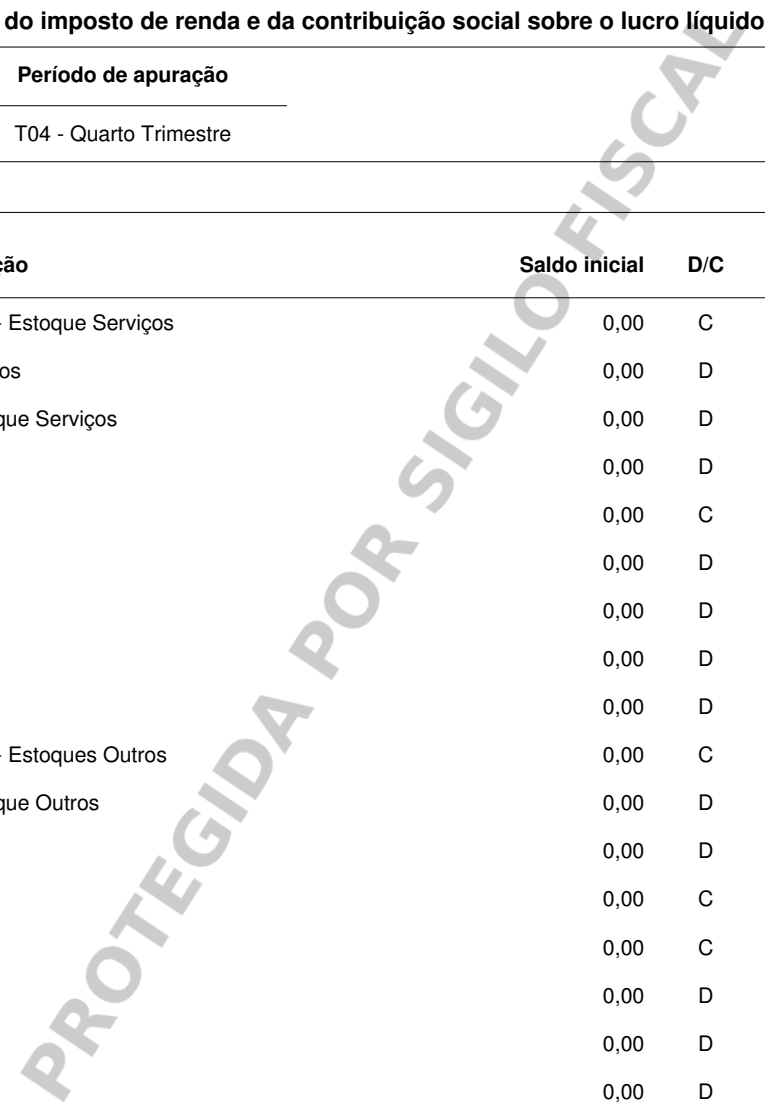 do imposto de renda e da contribuição social sobre o lucro líquido
Período de apuração
T04 - Quarto Trimestre
ção Saldo inicial D/C
- Estoque Serviços 0,00 C
os 0,00 D
que Serviços 0,00 D
0,00 D
0,00 C
0,00 D
0,00 D
0,00 D
0,00 D
- Estoques Outros 0,00 C
que Outros 0,00 D
0,00 D
0,00 C
0,00 C
0,00 D
0,00 D
0,00 D
PROTEGIDA POR SIGILO FISCAL